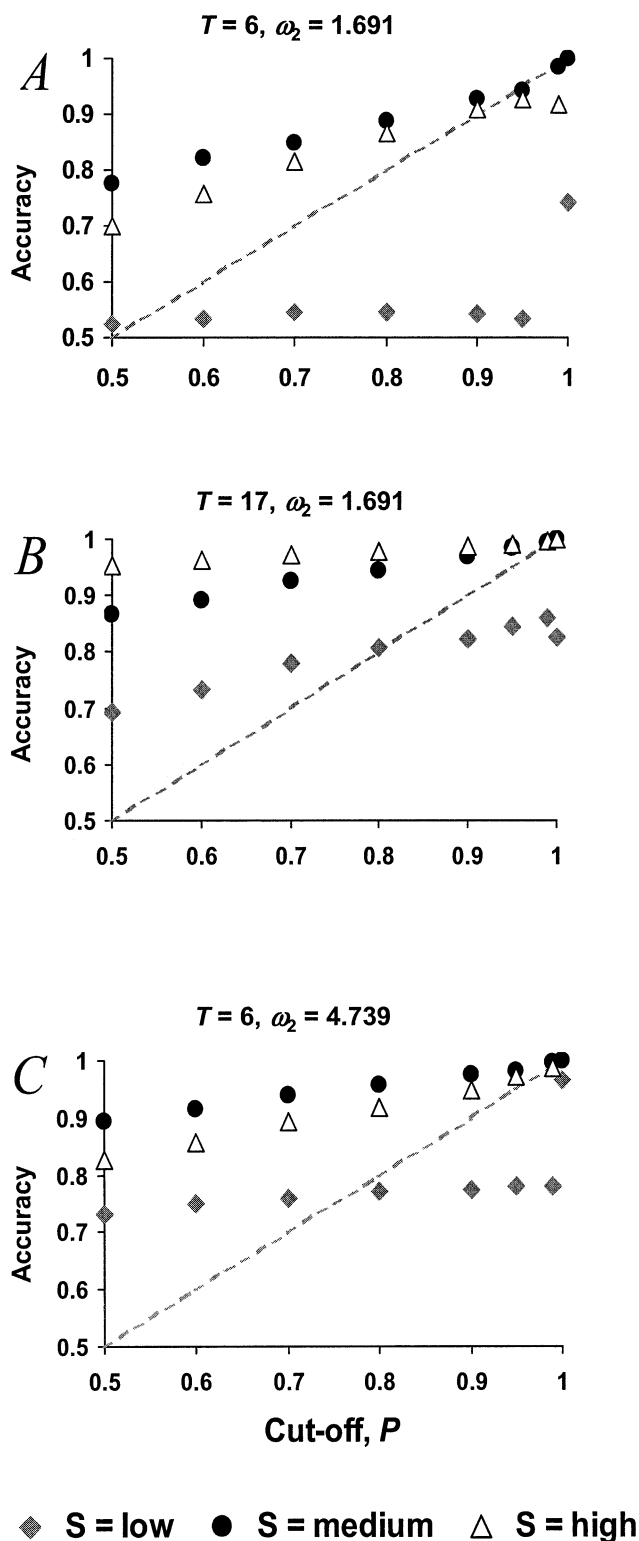 T = 6, ω₂ = 1.691
A
1
0.9
0.8
0.7
0.6
0.5
Accuracy
0.5 0.6 0.7 0.8 0.9 1
T = 17, ω₂ = 1.691
B
1
0.9
0.8
0.7
0.6
0.5
Accuracy
0.5 0.6 0.7 0.8 0.9 1
T = 6, ω₂ = 4.739
C
1
0.9
0.8
0.7
0.6
0.5
Accuracy
0.5 0.6 0.7 0.8 0.9 1
Cut-off, P
S = low S = medium S = high